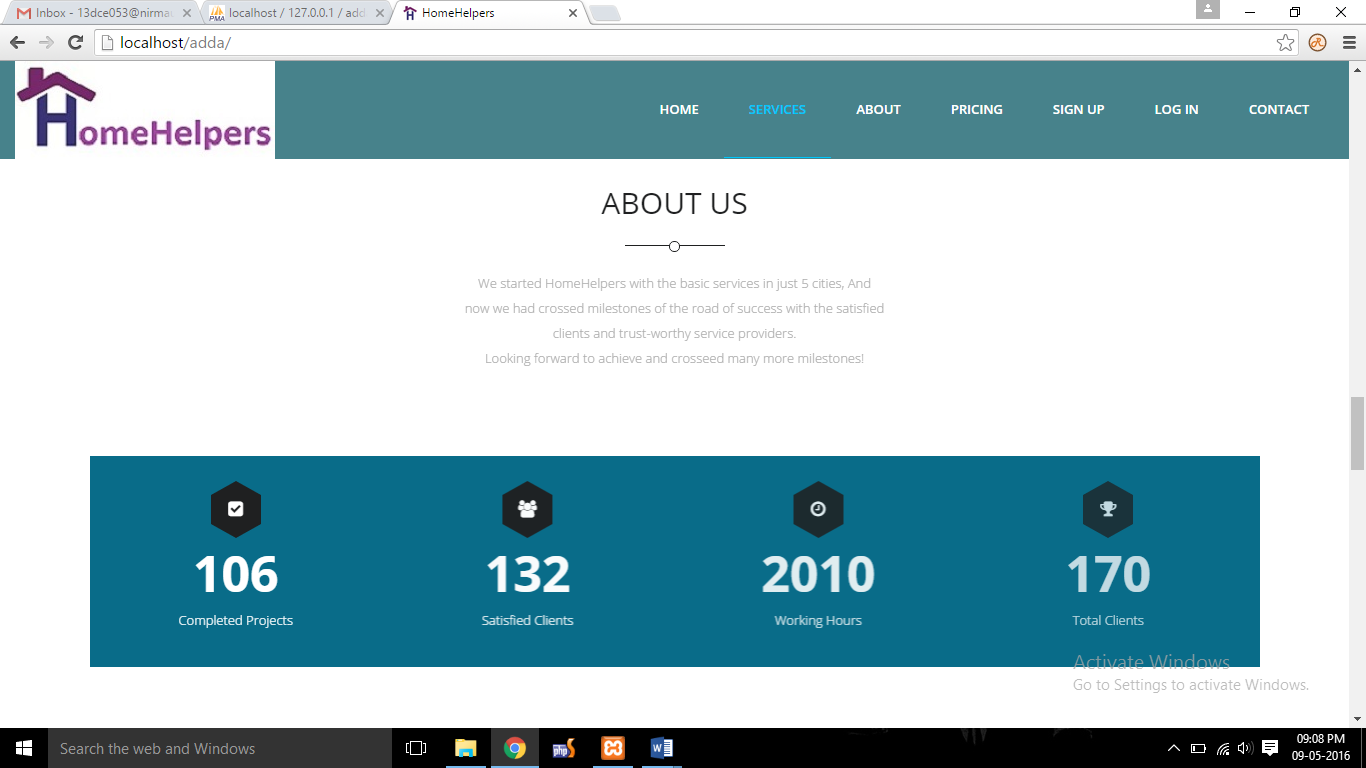 Inbox - 13dce053@nirma
localhost / 127.0.0.1 / add
HomeHelpers
localhost/adda/
HomeHelpers
HOME
SERVICES
ABOUT
PRICING
SIGN UP
LOG IN
CONTACT
ABOUT US
We started HomeHelpers with the basic services in just 5 cities, And
now we had crossed milestones of the road of success with the satisfied
clients and trust-worthy service providers.
Looking forward to achieve and crosseed many more milestones!
106
Completed Projects
132
Satisfied Clients
2010
Working Hours
170
Total Clients
Activate Windows
Go to Settings to activate Windows.
Search the web and Windows
php
09:08 PM
09-05-2016